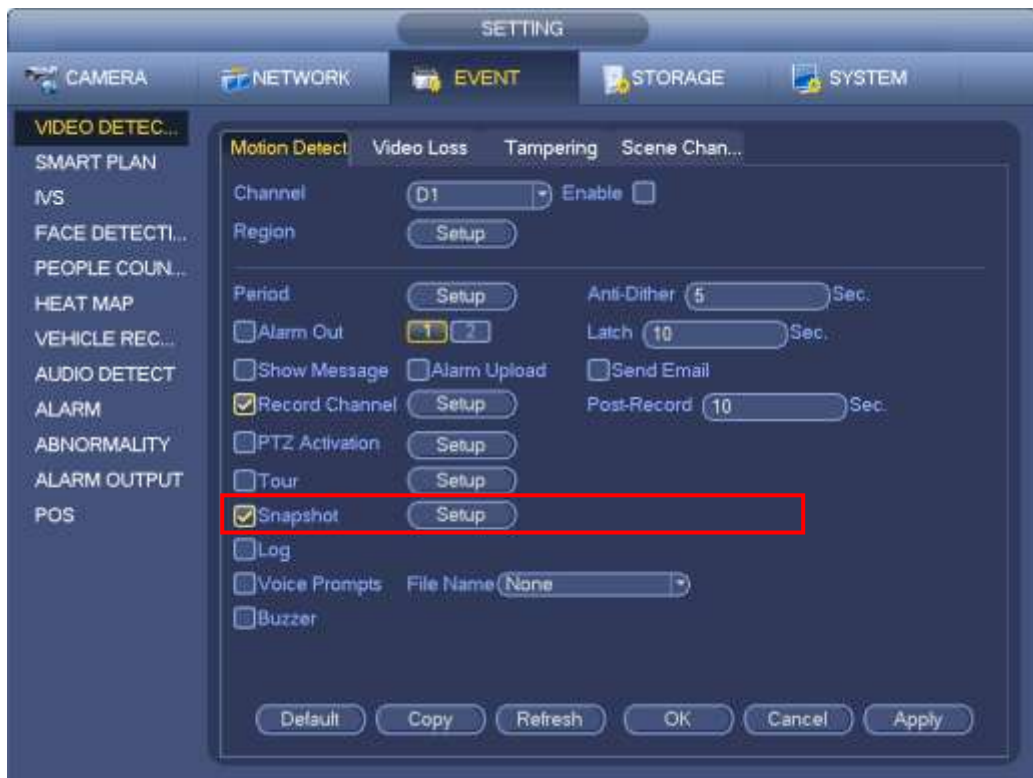 SETTING
CAMERA NETWORK EVENT STORAGE SYSTEM
VIDEO DETEC...
SMART PLAN
IVS
FACE DETECTI...
PEOPLE COUN...
HEAT MAP
VEHICLE REC...
AUDIO DETECT
ALARM
ABNORMALITY
ALARM OUTPUT
POS
Motion Detect Video Loss Tampering Scene Chan...
Channel D1 Enable
Region Setup
Period Setup Anti-Dither 5 Sec.
Alarm Out 1 2 Latch 10 Sec.
Show Message Alarm Upload Send Email
Record Channel Setup Post-Record 10 Sec.
PTZ Activation Setup
Tour Setup
Snapshot Setup
Log
Voice Prompts File Name None
Buzzer
Default Copy Refresh OK Cancel Apply